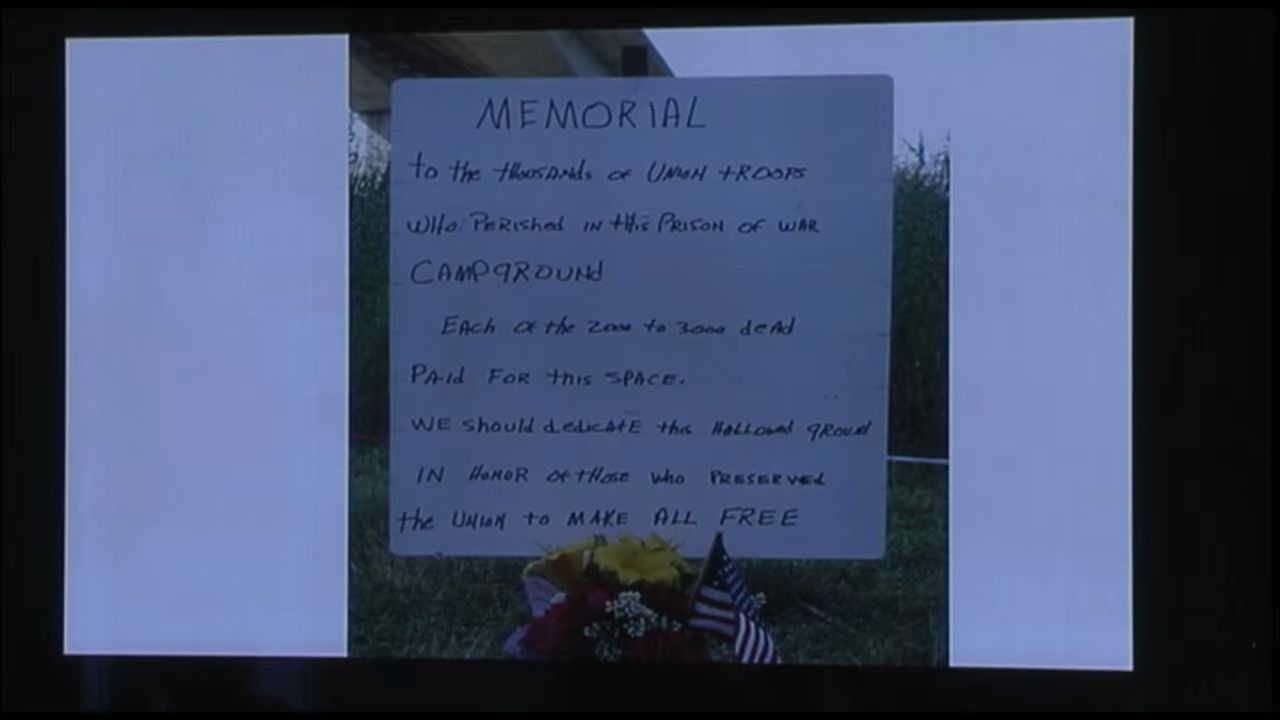 MEMORIAL
to the thousands of Union troops
who perished in this prison of war
campground
Each of the 2000 to 3000 dead
paid for this space.
We should dedicate this hallowed ground
in honor of those who preserved
the Union to make all free